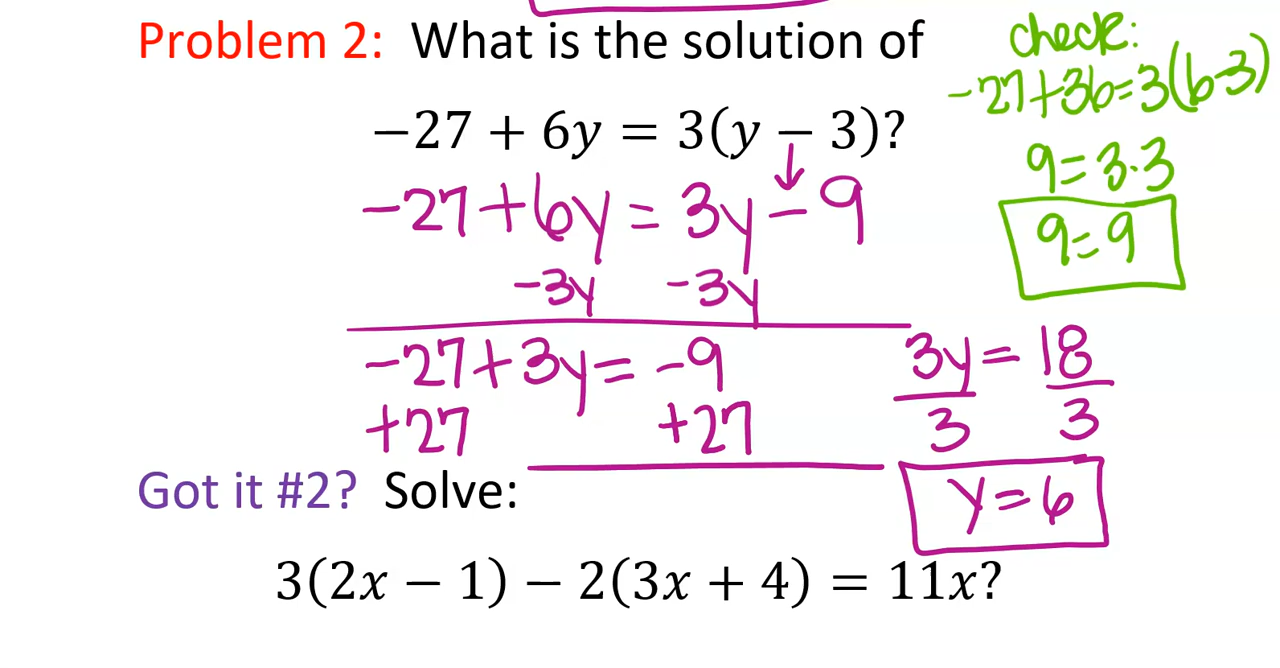 Problem 2: What is the solution of
−27 + 6y = 3(y − 3)?
-27+6y = 3y - 9
-3y -3y
-27+3y = -9
+27 +27
3y = 18
3 3
y = 6
check:
-27+36=3(6-3)
9=3·3
9=9
Got it #2? Solve:
3(2x − 1) − 2(3x + 4) = 11x?